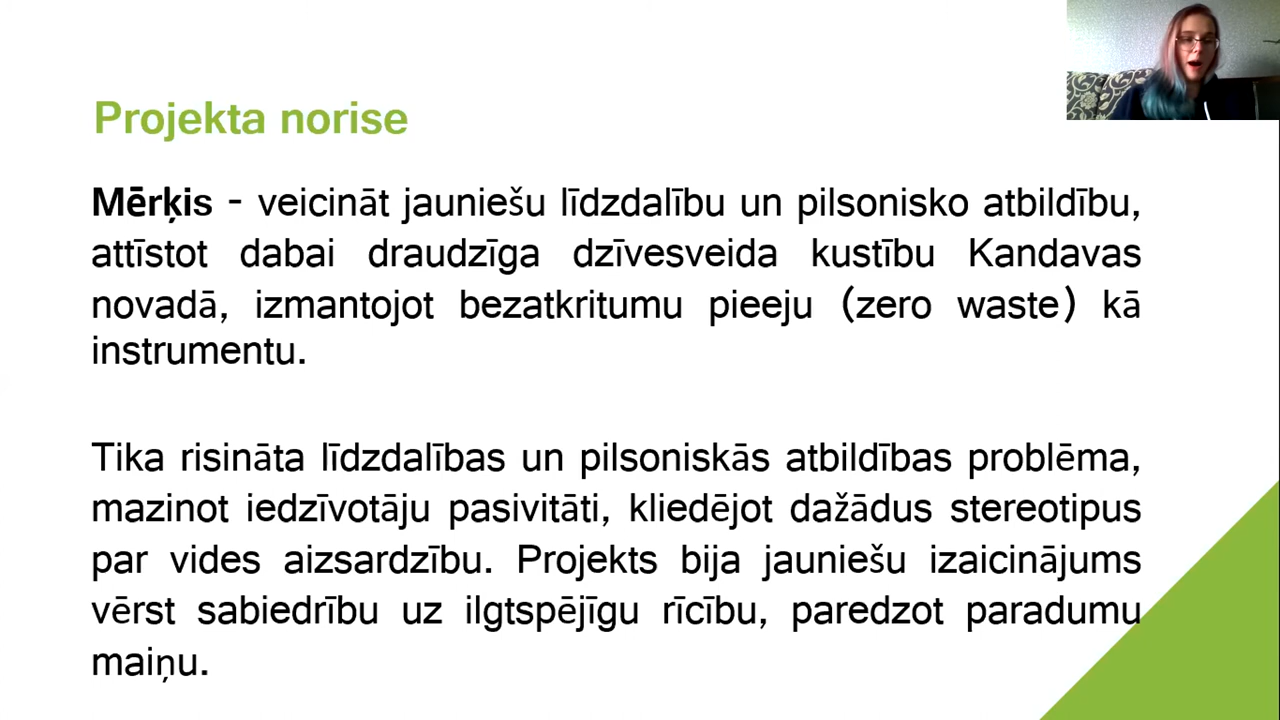 Projekta norise
Mērķis - veicināt jauniešu līdzdalību un pilsonisko atbildību,
attīstot dabai draudzīga dzīvesveida kustību Kandavas
novadā, izmantojot bezatkritumu pieeju (zero waste) kā
instrumentu.
Tika risināta līdzdalības un pilsoniskās atbildības problēma,
mazinot iedzīvotāju pasivitāti, kliedējot dažādus stereotipus
par vides aizsardzību. Projekts bija jauniešu izaicinājums
vērst sabiedrību uz ilgtspējīgu rīcību, paredzot paradumu
maiņu.